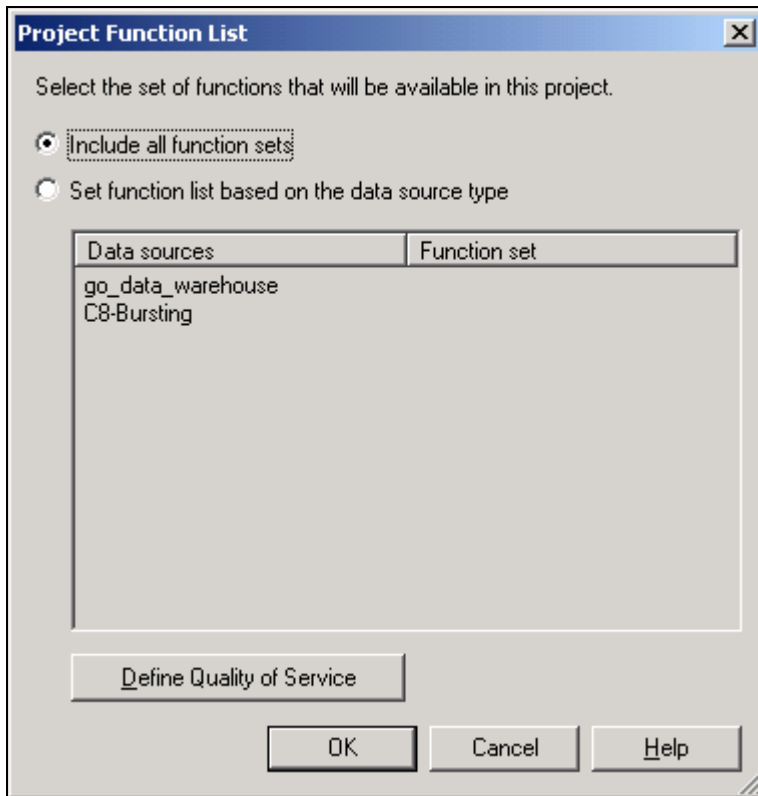 Project Function List
Select the set of functions that will be available in this project.
Include all function sets
Set function list based on the data source type
Data sources Function set
go_data_warehouse
C8-Bursting
Define Quality of Service
OK Cancel Help